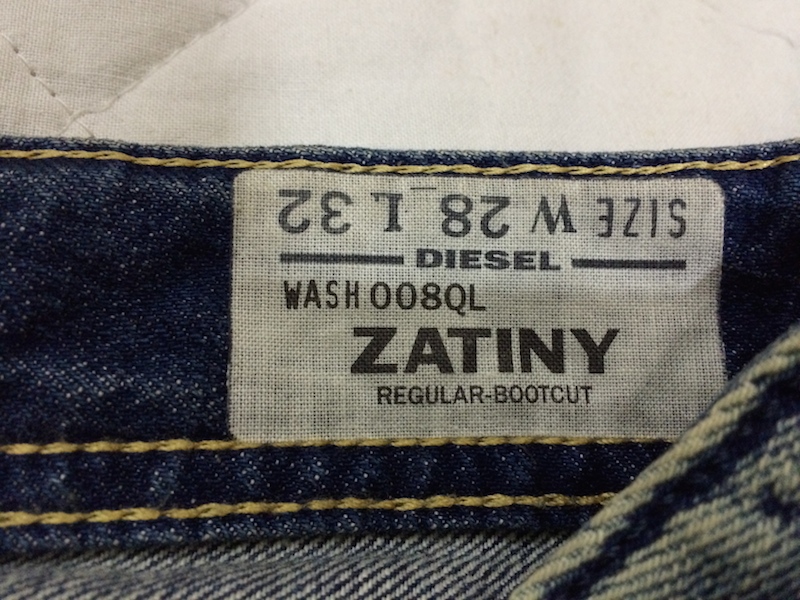 SIZE W 28 L 32
DIESEL
WASH 008QL
ZATINY
REGULAR-BOOTCUT